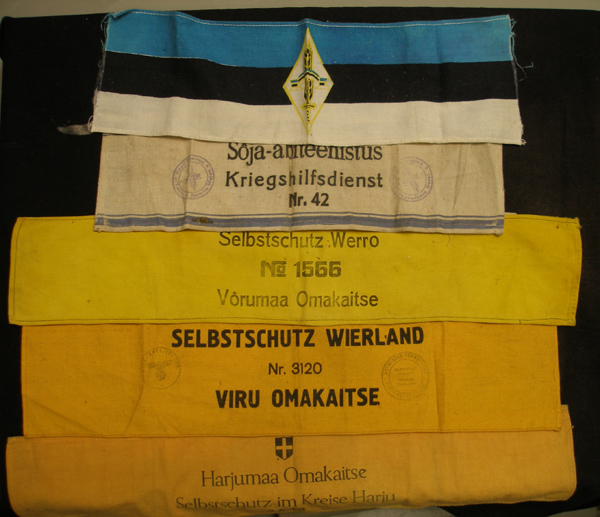 Sõja-abiteenistus
Kriegshilfsdienst
Nr. 42
Selbstschutz Werro
No 1566
Võrumaa Omakaitse
SELBSTSCHUTZ WIERLAND
Nr. 3120
VIRU OMAKAITSE
Harjumaa Omakaitse
Selbstschutz im Kreise Harju